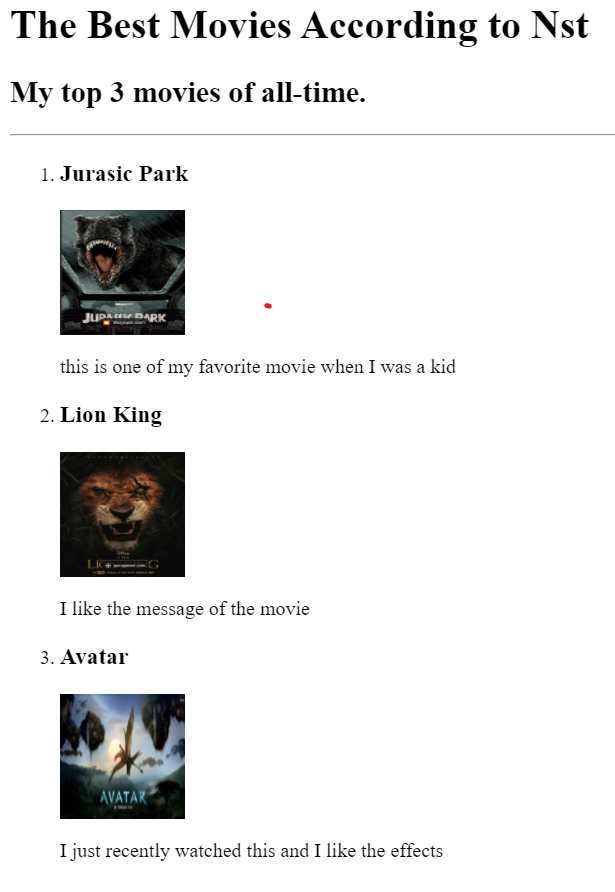 The Best Movies According to Nst
My top 3 movies of all-time.
1. Jurasic Park
JURASSIC PARK
this is one of my favorite movie when I was a kid
2. Lion King
THE
I like the message of the movie
3. Avatar
AVATAR
I just recently watched this and I like the effects